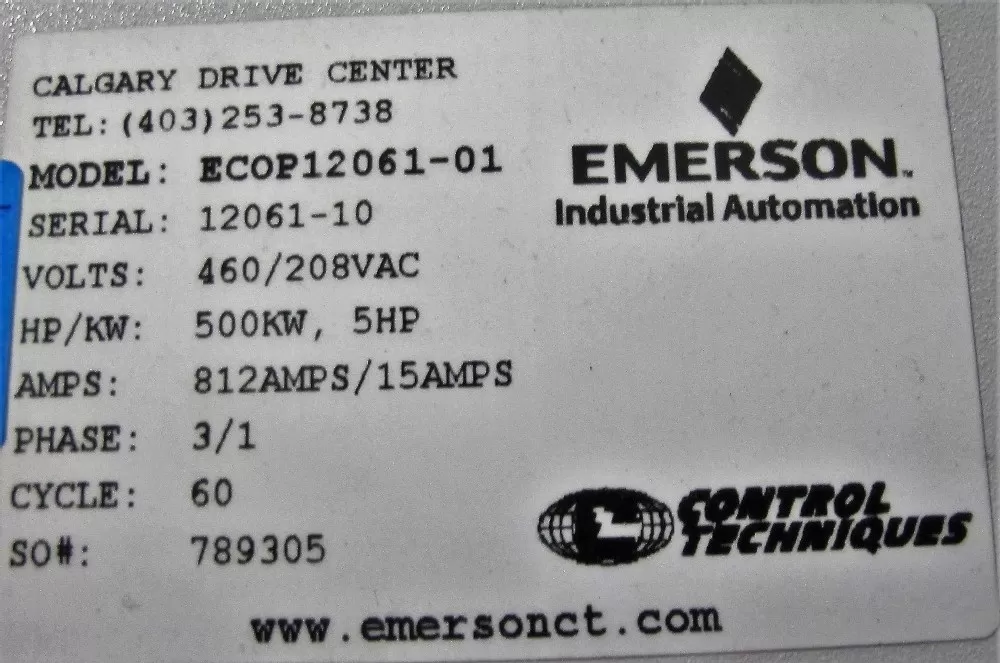 CALGARY DRIVE CENTER
TEL:(403)253-8738
MODEL: ECOP12061-01
SERIAL: 12061-10
VOLTS: 460/208VAC
HP/KW: 500KW, 5HP
AMPS: 812AMPS/15AMPS
PHASE: 3/1
CYCLE: 60
SO#: 789305
EMERSON™
Industrial Automation
CONTROL
TECHNIQUES
www.emersonct.com